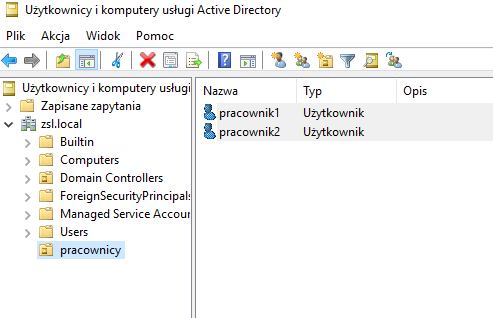 Użytkownicy i komputery usługi Active Directory
Plik Akcja Widok Pomoc
Użytkownicy i komputery usługi
Zapisane zapytania
zsl.local
Builtin
Computers
Domain Controllers
ForeignSecurityPrincipals
Managed Service Accour
Users
pracownicy
Nazwa Typ Opis
pracownik1 Użytkownik
pracownik2 Użytkownik